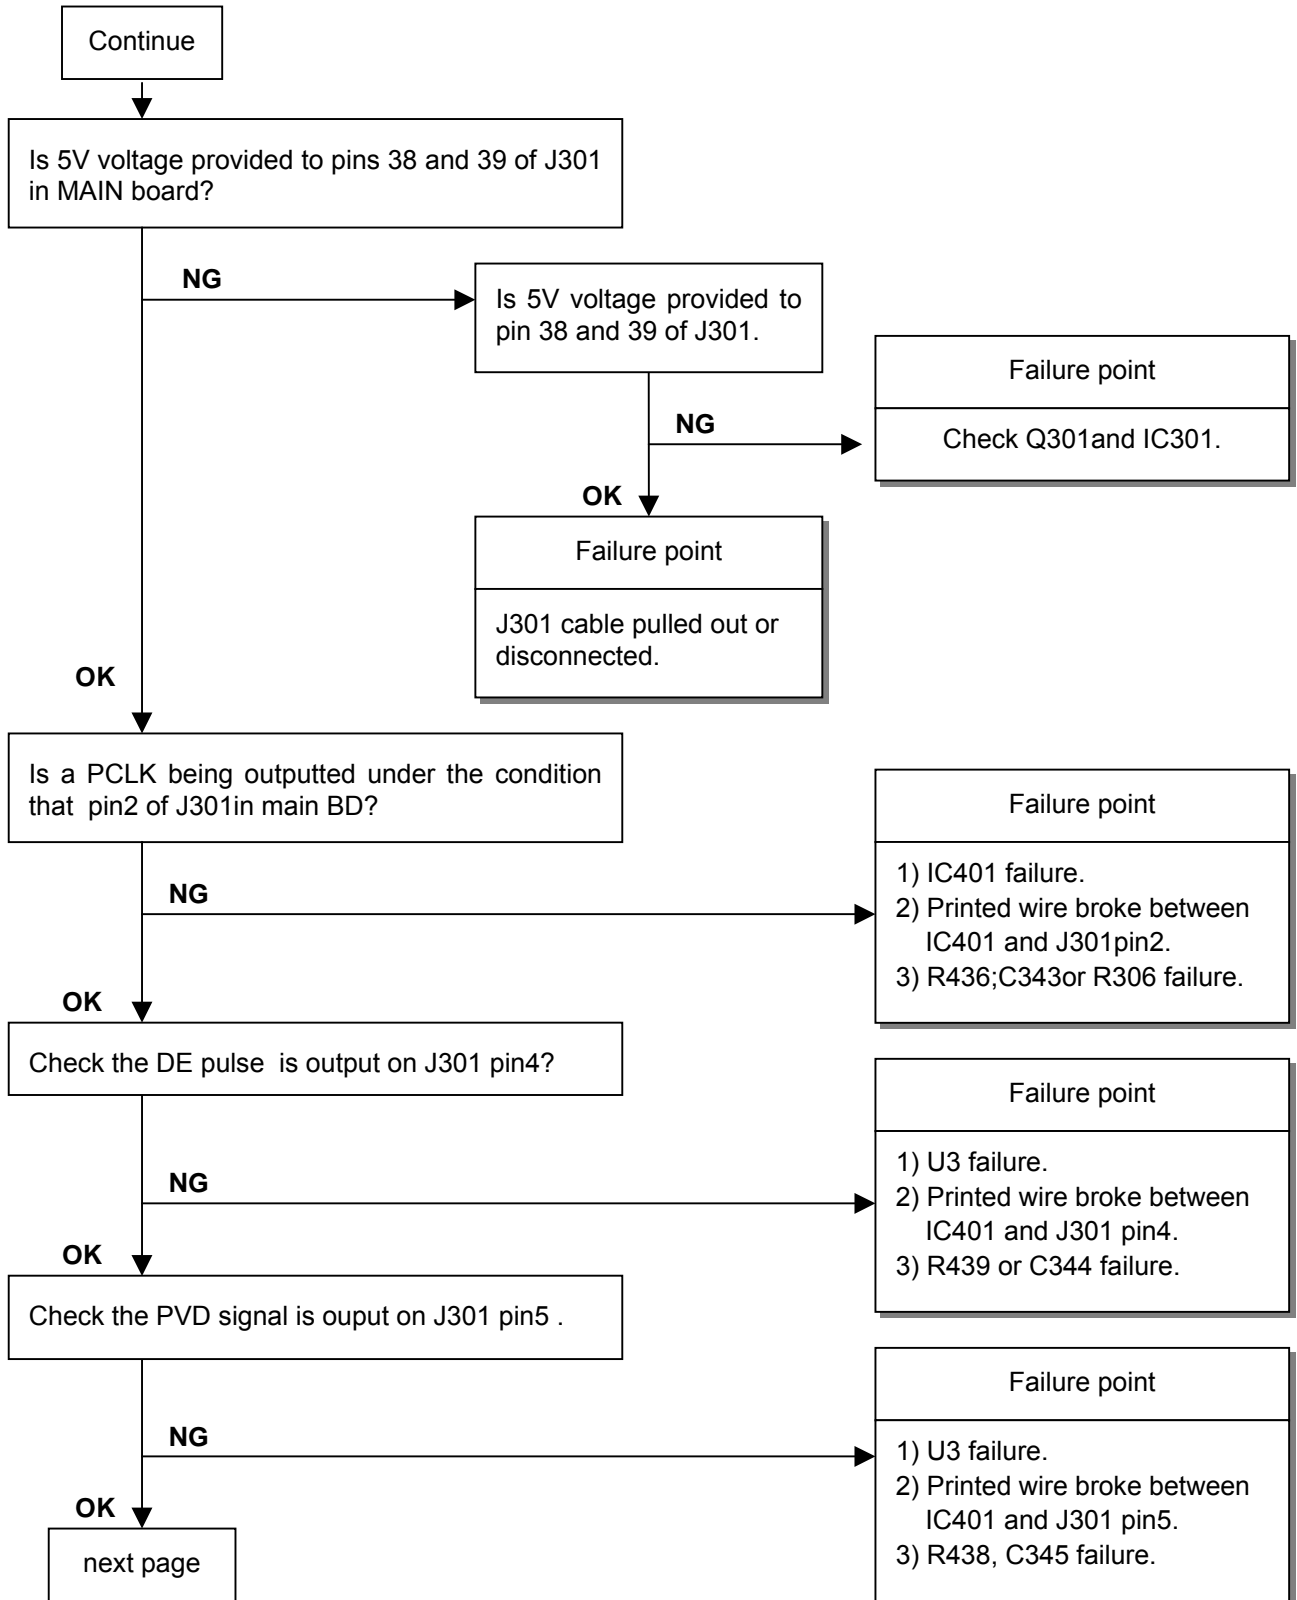 Continue
Is 5V voltage provided to pins 38 and 39 of J301
in MAIN board?
NG
Is 5V voltage provided to
pin 38 and 39 of J301.
Failure point
NG
Check Q301and IC301.
OK
Failure point
J301 cable pulled out or
disconnected.
OK
Is a PCLK being outputted under the condition
that pin2 of J301in main BD?
Failure point
NG
1) IC401 failure.
2) Printed wire broke between
IC401 and J301pin2.
3) R436;C343or R306 failure.
OK
Check the DE pulse is output on J301 pin4?
Failure point
NG
1) U3 failure.
2) Printed wire broke between
IC401 and J301 pin4.
3) R439 or C344 failure.
OK
Check the PVD signal is ouput on J301 pin5 .
Failure point
NG
1) U3 failure.
2) Printed wire broke between
IC401 and J301 pin5.
3) R438, C345 failure.
OK
next page